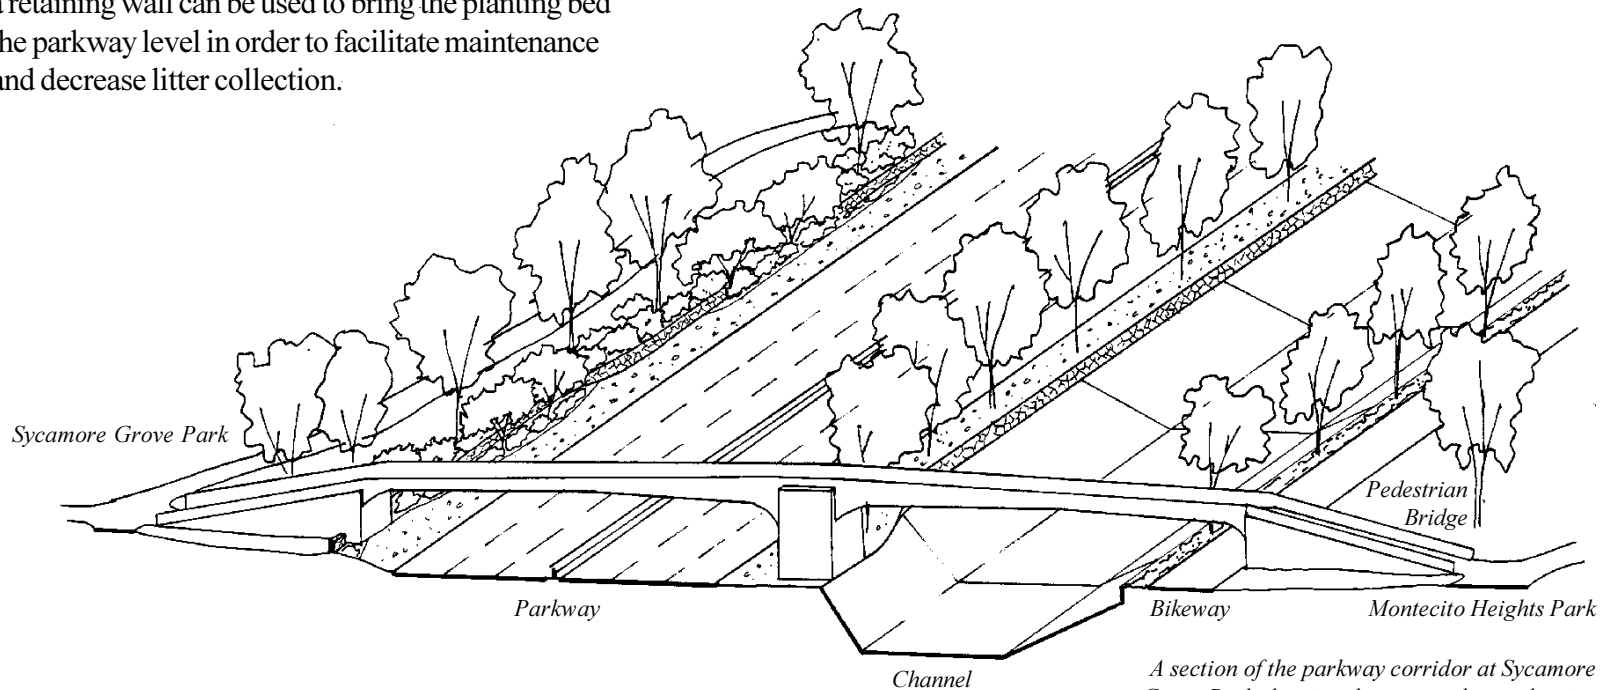 retaining wall can be used to bring the planting bed
the parkway level in order to facilitate maintenance
and decrease litter collection.
Sycamore Grove Park
Pedestrian
Bridge
Parkway
Bikeway
Montecito Heights Park
Channel
A section of the parkway corridor at Sycamore